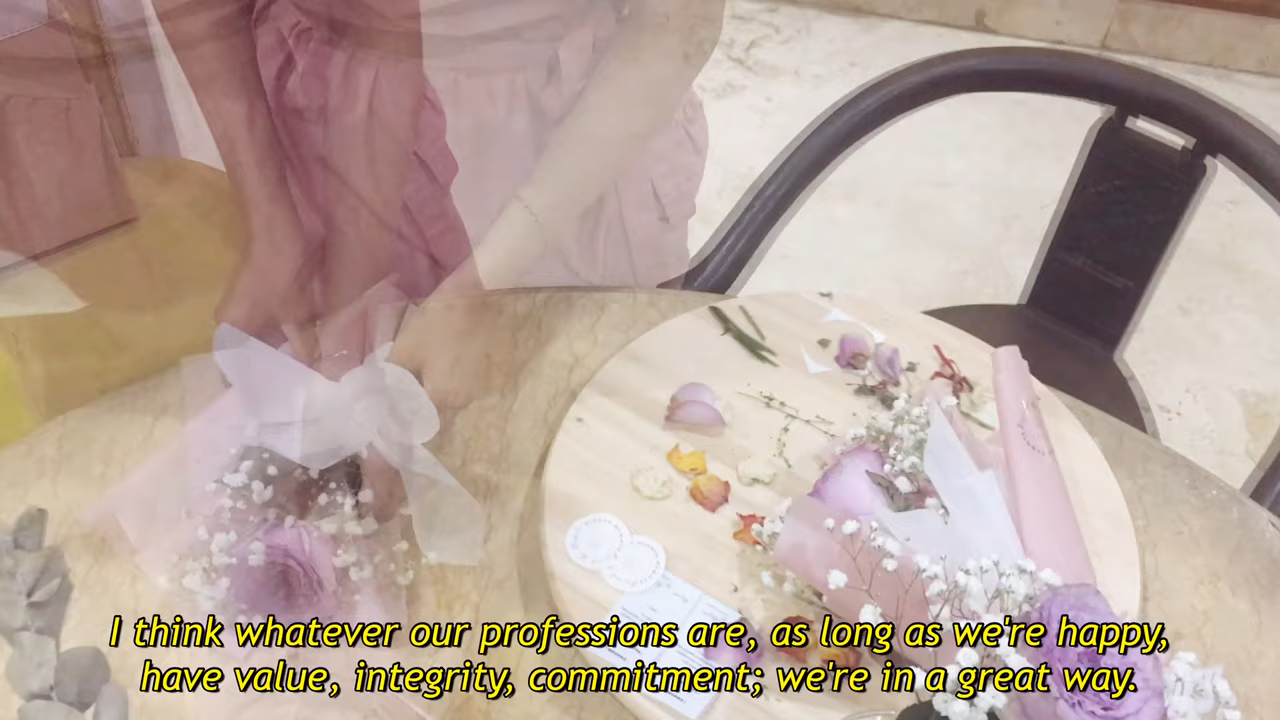 I think whatever our professions are, as long as we're happy,
have value, integrity, commitment; we're in a great way.